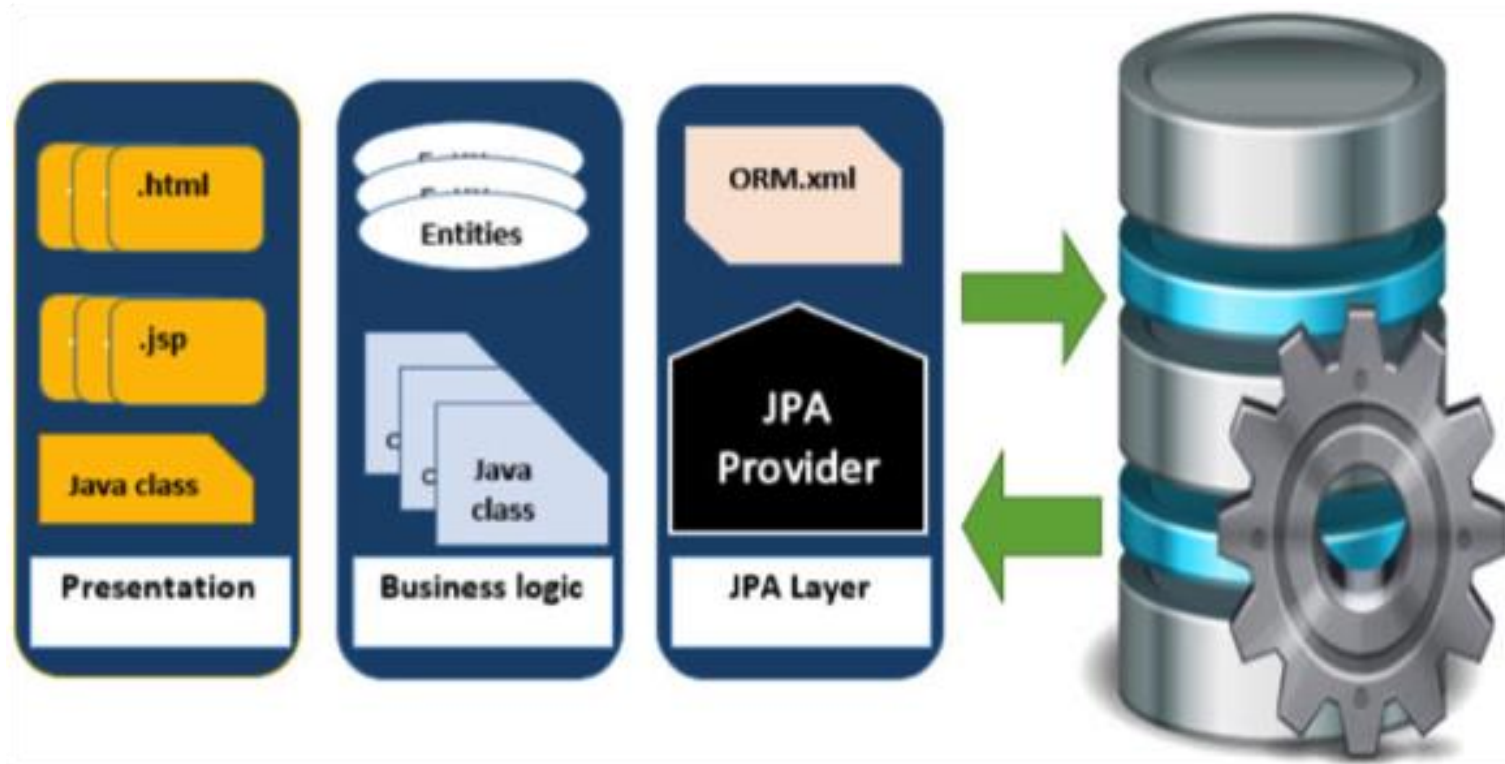 .html
.jsp
Java class
Presentation
Entities
Java
class
Business logic
ORM.xml
JPA
Provider
JPA Layer